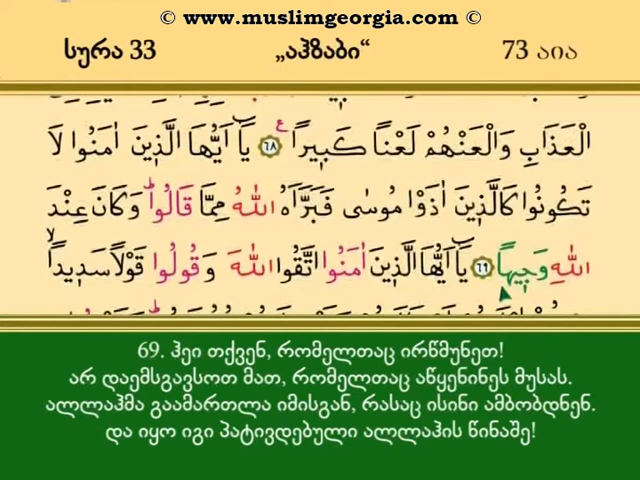 © www.muslimgeorgia.com ©
სურა 33 „აჰზაბი“ 73 აია
الْعَذَابِ وَالْعَنْهُمْ لَعْنًا كَبِيرًا ﴿٦٨﴾ يَٓا اَيُّهَا الَّذِينَ اٰمَنُوا لَا
تَكُونُوا كَالَّذِينَ اٰذَوْا مُوسٰى فَبَرَّاَهُ اللّٰهُ مِمَّا قَالُواۜ وَكَانَ عِنْدَ
اللّٰهِ وَجِيهًا ﴿٦٩﴾ يَٓا اَيُّهَا الَّذِينَ اٰمَنُوا اتَّقُوا اللّٰهَ وَقُولُوا قَوْلًا سَدِيدًاۙ
69. ჰეი თქვენ, რომელთაც ირწმუნეთ!
არ დაემსგავსოთ მათ, რომელთაც აწყენინეს მუსას.
ალლაჰმა გაამართლა იმისგან, რასაც ისინი ამბობდნენ.
და იყო იგი პატივდებული ალლაჰის წინაშე!